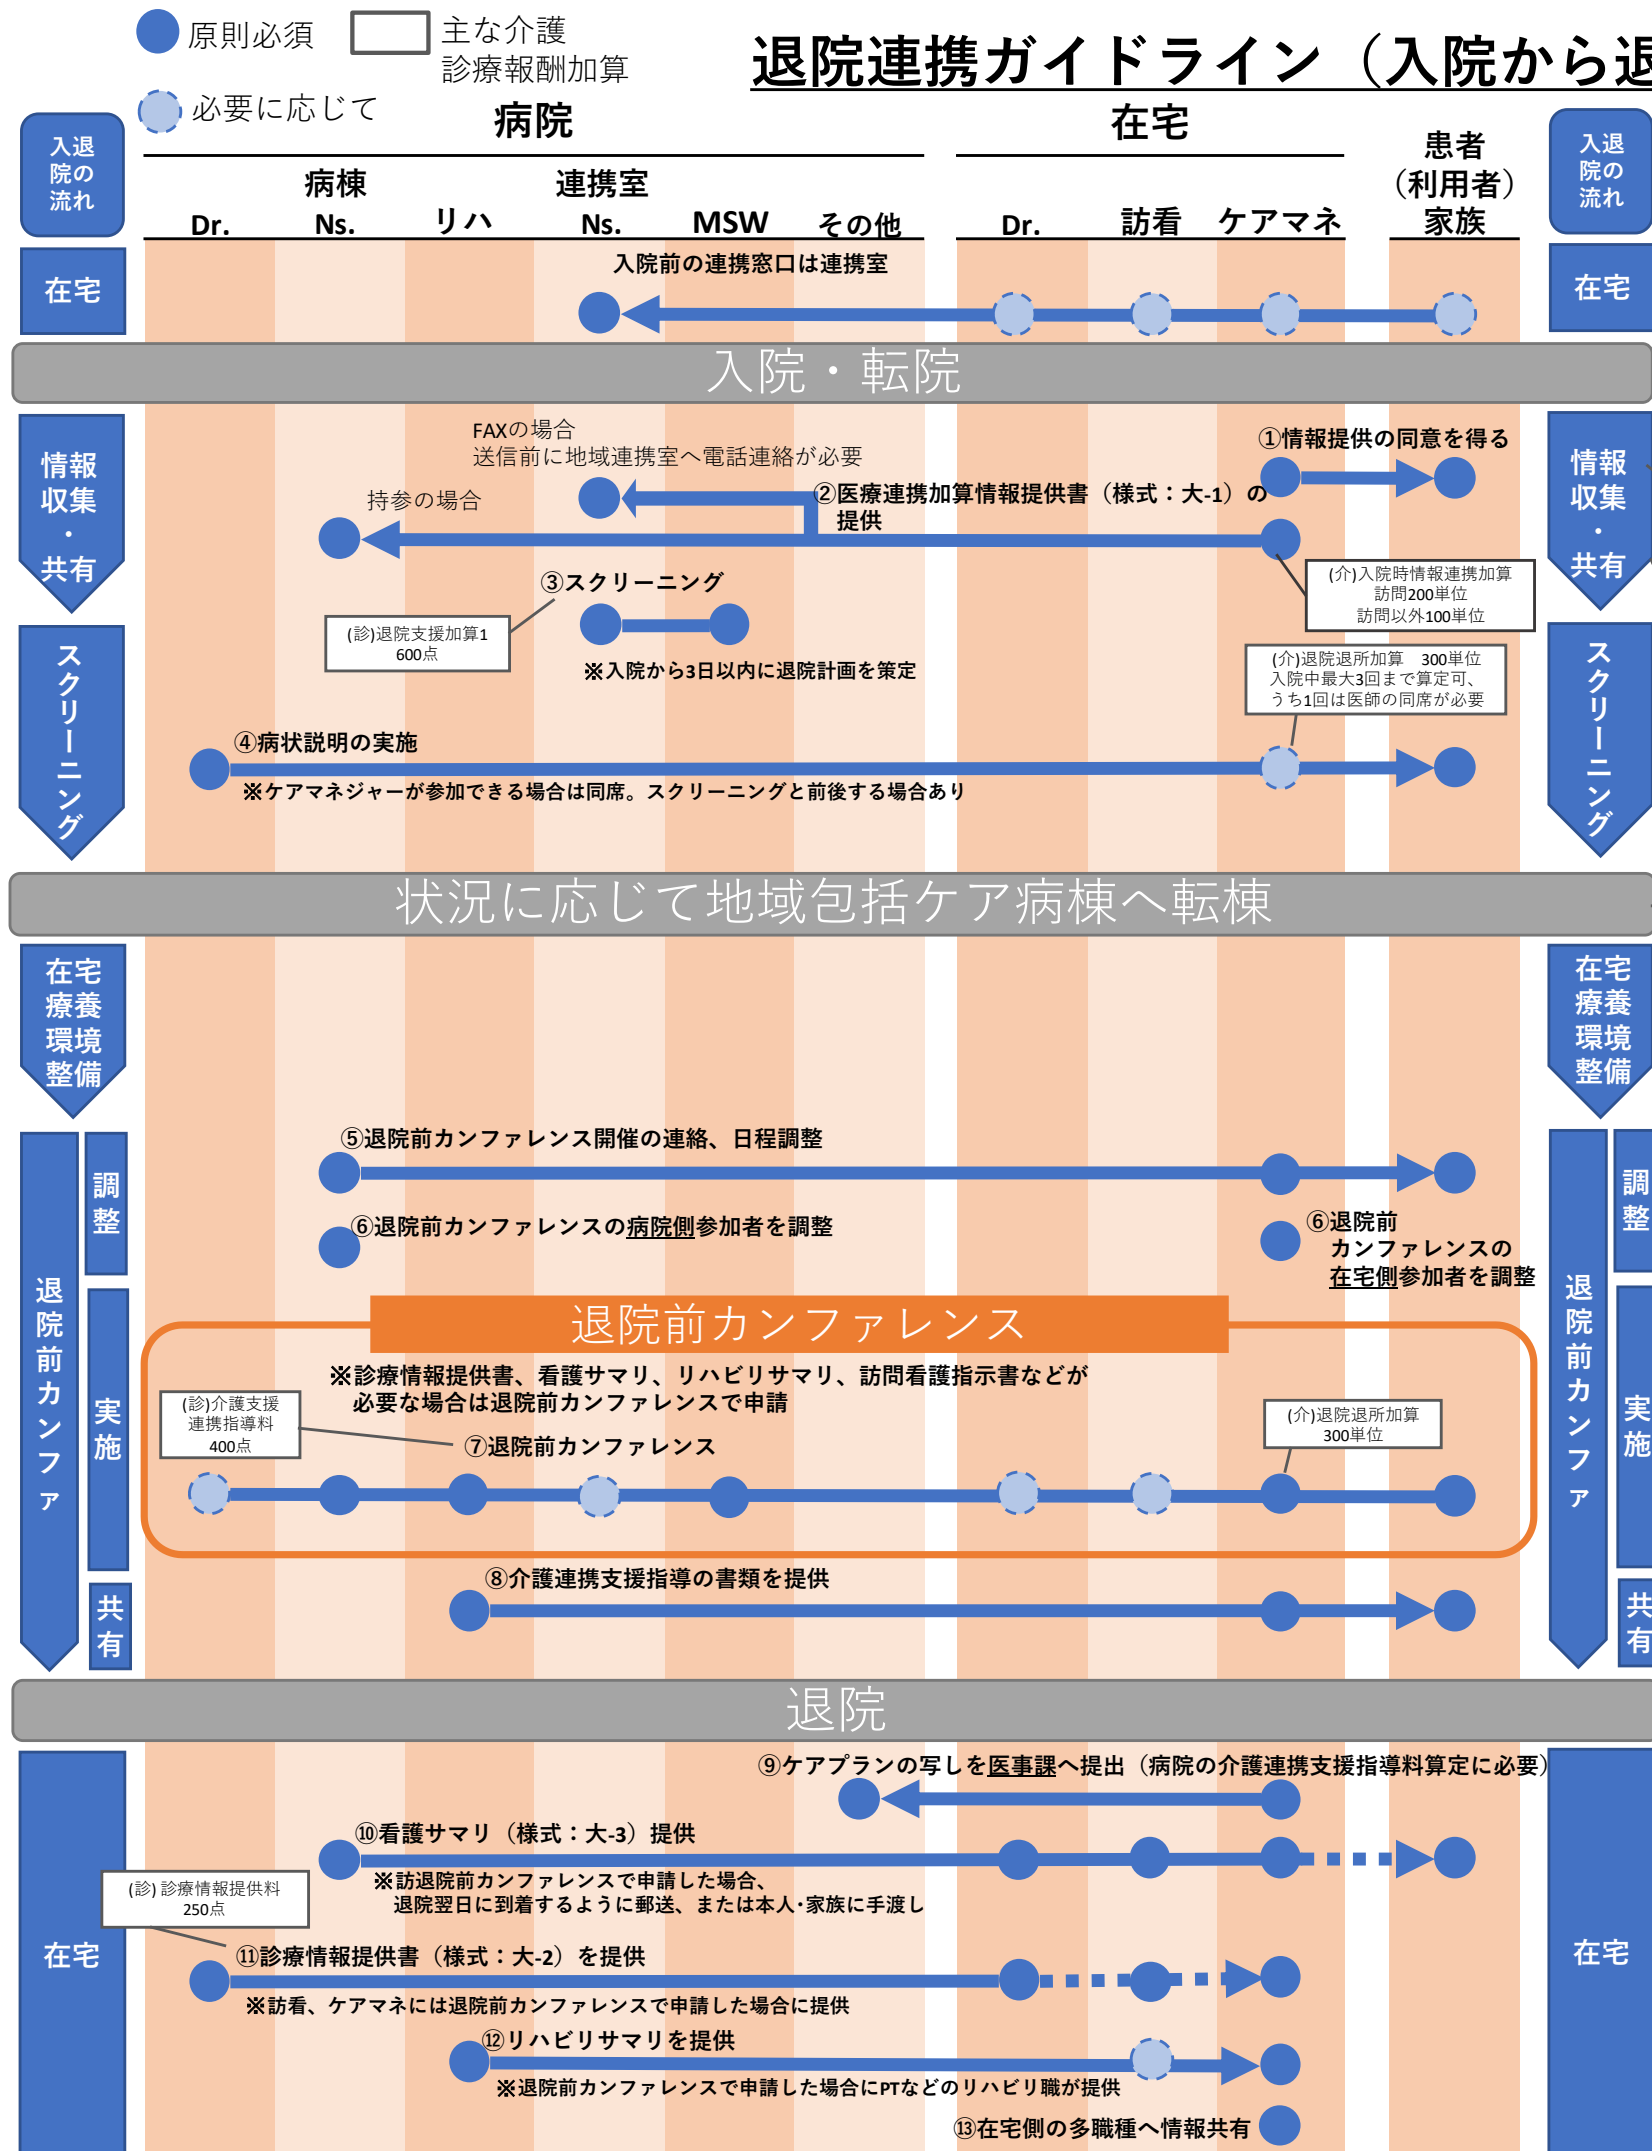 原則必須
主な介護
診療報酬加算
必要に応じて
退院連携ガイドライン（入院から退
病院
在宅
患者
（利用者）
家族
入退
院の
流れ
病棟
Ns.
連携室
Ns.
Dr.
リハ
MSW
その他
Dr.
訪看
ケアマネ
入退
院の
流れ
在宅
入院前の連携窓口は連携室
在宅
入院・転院
情報
収集
・
共有
FAXの場合
送信前に地域連携室へ電話連絡が必要
①情報提供の同意を得る
持参の場合
②医療連携加算情報提供書（様式：大-1）の
提供
情報
収集
・
共有
(介)入院時情報連携加算
訪問200単位
訪問以外100単位
③スクリーニング
(診)退院支援加算1
600点
※入院から3日以内に退院計画を策定
(介)退院退所加算　300単位
入院中最大3回まで算定可、
うち1回は医師の同席が必要
スクリーニング
スクリーニング
④病状説明の実施
※ケアマネジャーが参加できる場合は同席。スクリーニングと前後する場合あり
状況に応じて地域包括ケア病棟へ転棟
在宅
療養
環境
整備
在宅
療養
環境
整備
⑤退院前カンファレンス開催の連絡、日程調整
調整
調整
⑥退院前カンファレンスの病院側参加者を調整
⑥退院前
カンファレンスの
在宅側参加者を調整
退院前カンファ
退院前カンファ
退院前カンファレンス
※診療情報提供書、看護サマリ、リハビリサマリ、訪問看護指示書などが
必要な場合は退院前カンファレンスで申請
実施
実施
(診)介護支援
連携指導料
400点
⑦退院前カンファレンス
(介)退院退所加算
300単位
⑧介護連携支援指導の書類を提供
共有
共有
退院
⑨ケアプランの写しを医事課へ提出（病院の介護連携支援指導料算定に必要）
⑩看護サマリ（様式：大-3）提供
※訪退院前カンファレンスで申請した場合、
退院翌日に到着するように郵送、または本人･家族に手渡し
(診) 診療情報提供料
250点
在宅
在宅
⑪診療情報提供書（様式：大-2）を提供
※訪看、ケアマネには退院前カンファレンスで申請した場合に提供
⑫リハビリサマリを提供
※退院前カンファレンスで申請した場合にPTなどのリハビリ職が提供
⑬在宅側の多職種へ情報共有